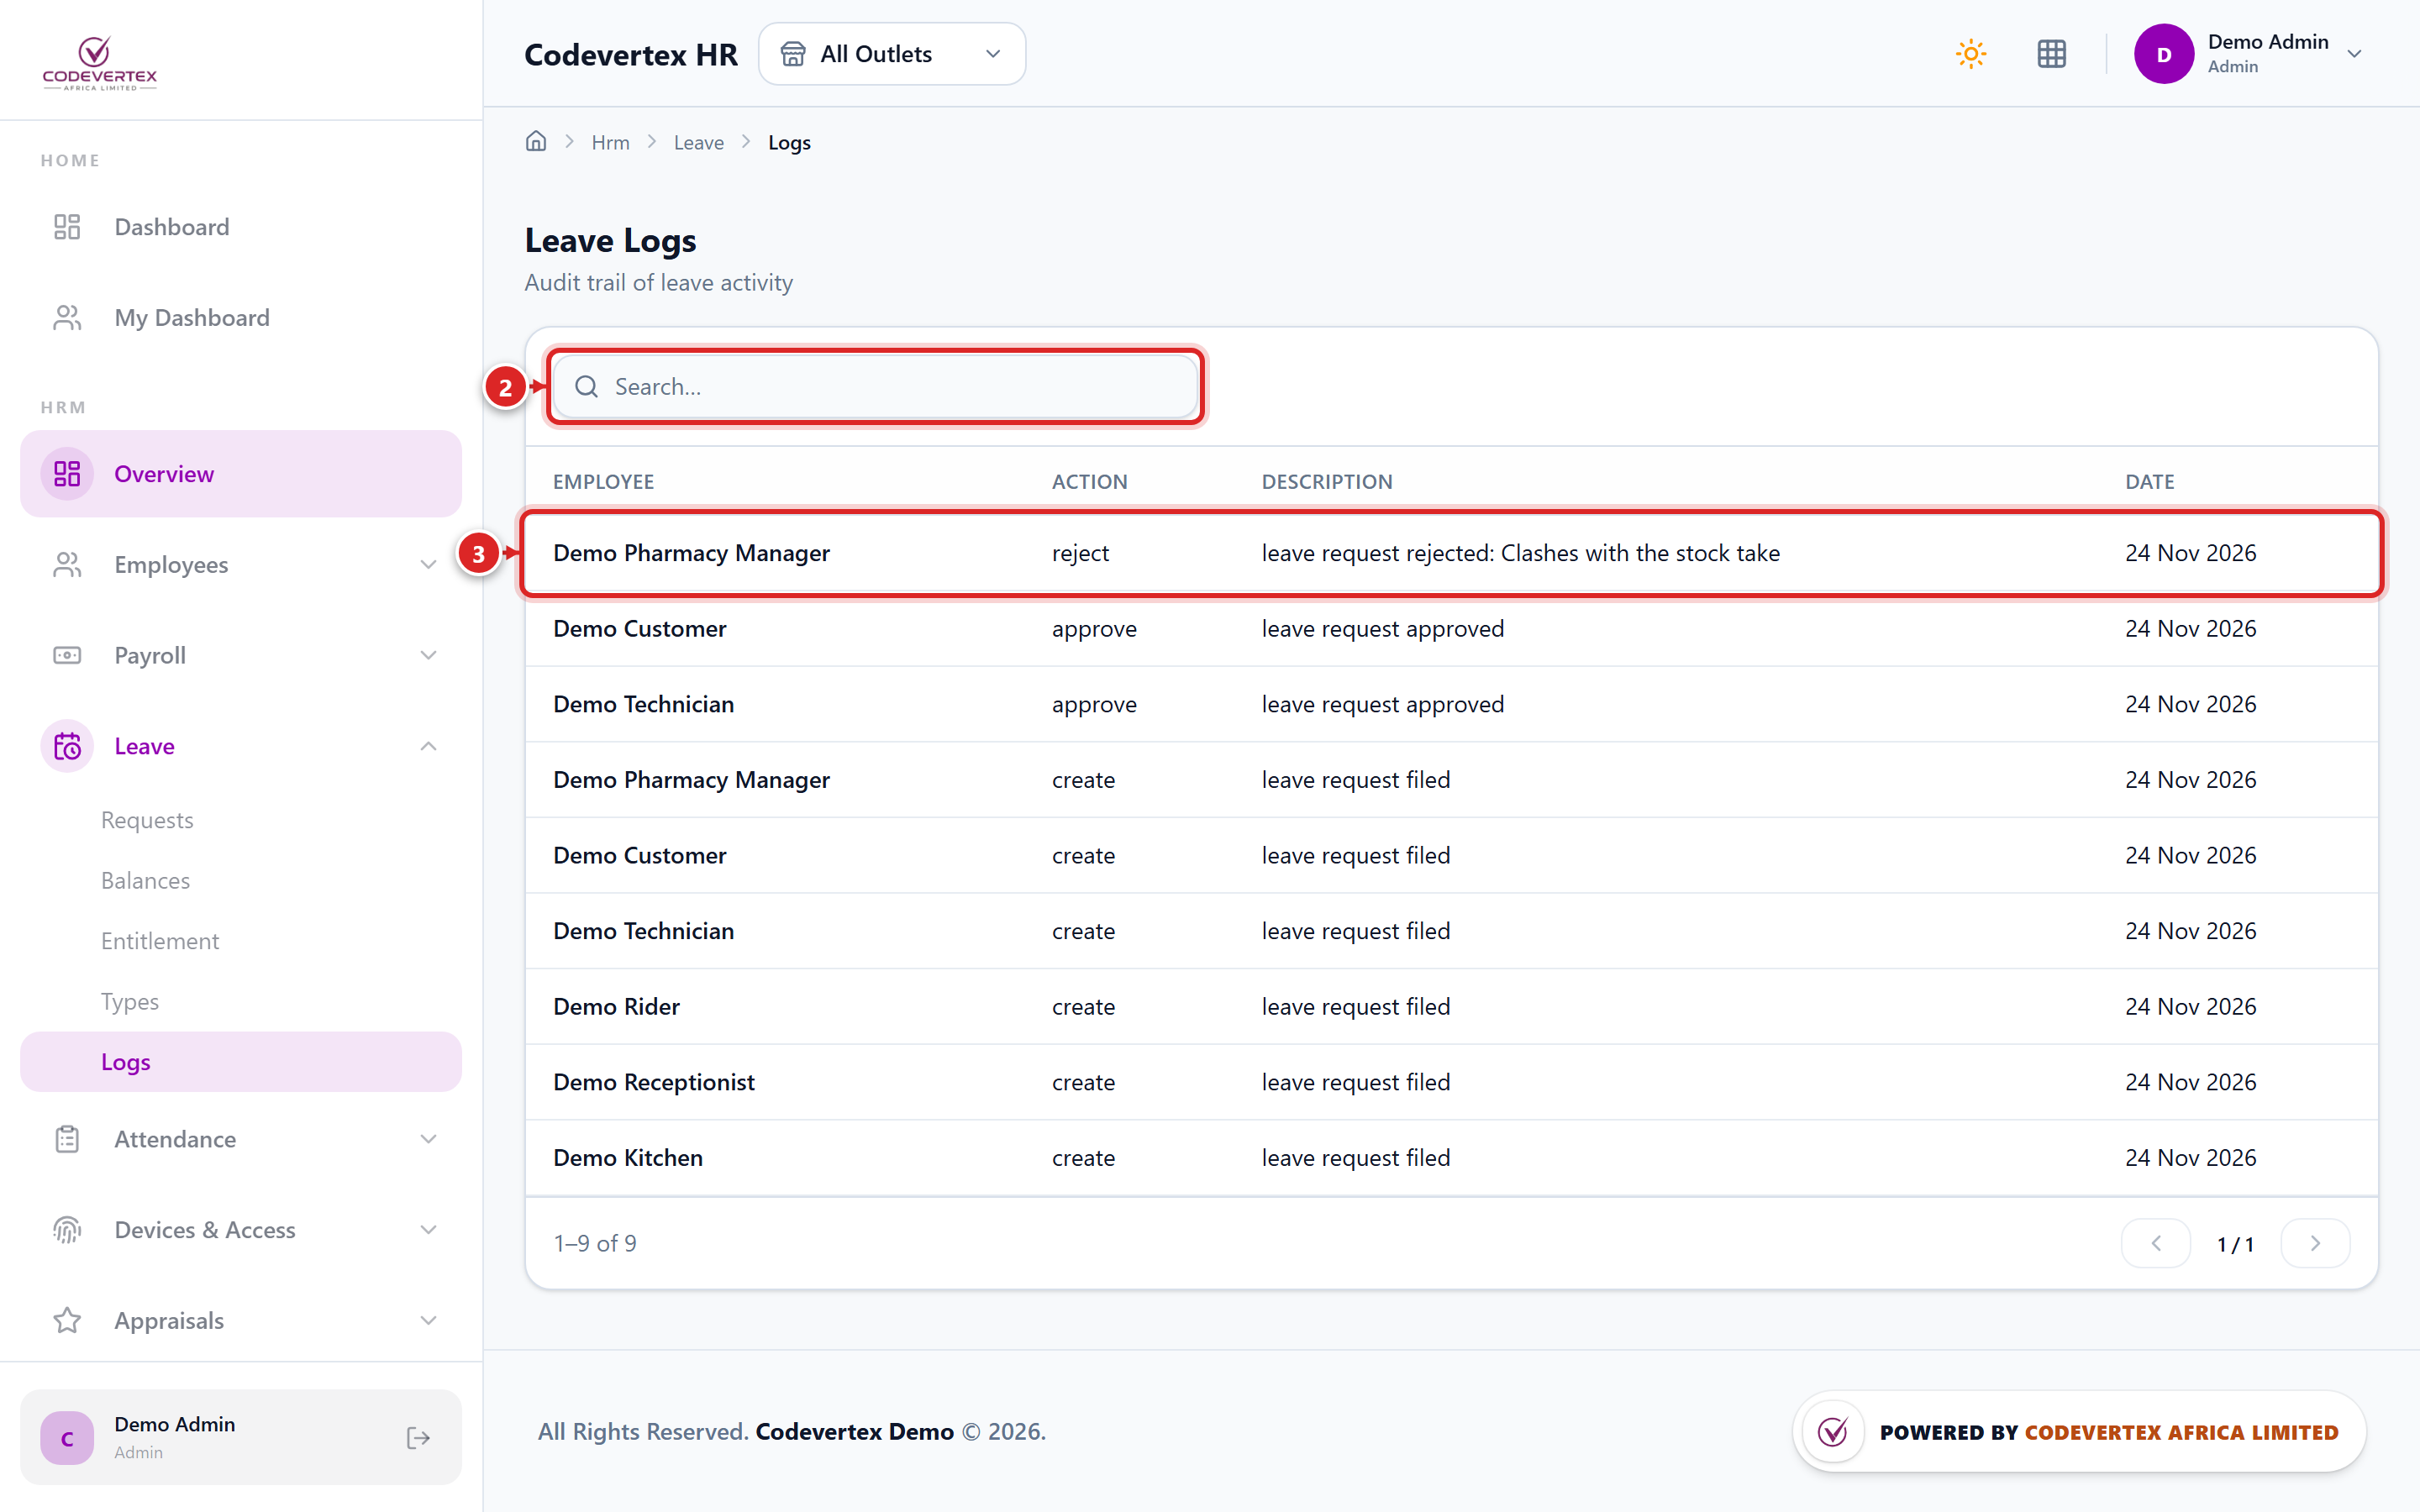 CODEVERTEX
AFRICA LIMITED
HOME
Dashboard
My Dashboard
HRM
Overview
Employees
Payroll
Leave
Requests
Balances
Entitlement
Types
Logs
Attendance
Devices & Access
Appraisals
C
Demo Admin
Admin
Codevertex HR
All Outlets
D
Demo Admin
Admin
Hrm
Leave
Logs
Leave Logs
Audit trail of leave activity
2
Search...
EMPLOYEE ACTION DESCRIPTION DATE
3
Demo Pharmacy Manager reject leave request rejected: Clashes with the stock take 24 Nov 2026
Demo Customer approve leave request approved 24 Nov 2026
Demo Technician approve leave request approved 24 Nov 2026
Demo Pharmacy Manager create leave request filed 24 Nov 2026
Demo Customer create leave request filed 24 Nov 2026
Demo Technician create leave request filed 24 Nov 2026
Demo Rider create leave request filed 24 Nov 2026
Demo Receptionist create leave request filed 24 Nov 2026
Demo Kitchen create leave request filed 24 Nov 2026
1–9 of 9
1 / 1
All Rights Reserved. Codevertex Demo © 2026.
POWERED BY CODEVERTEX AFRICA LIMITED